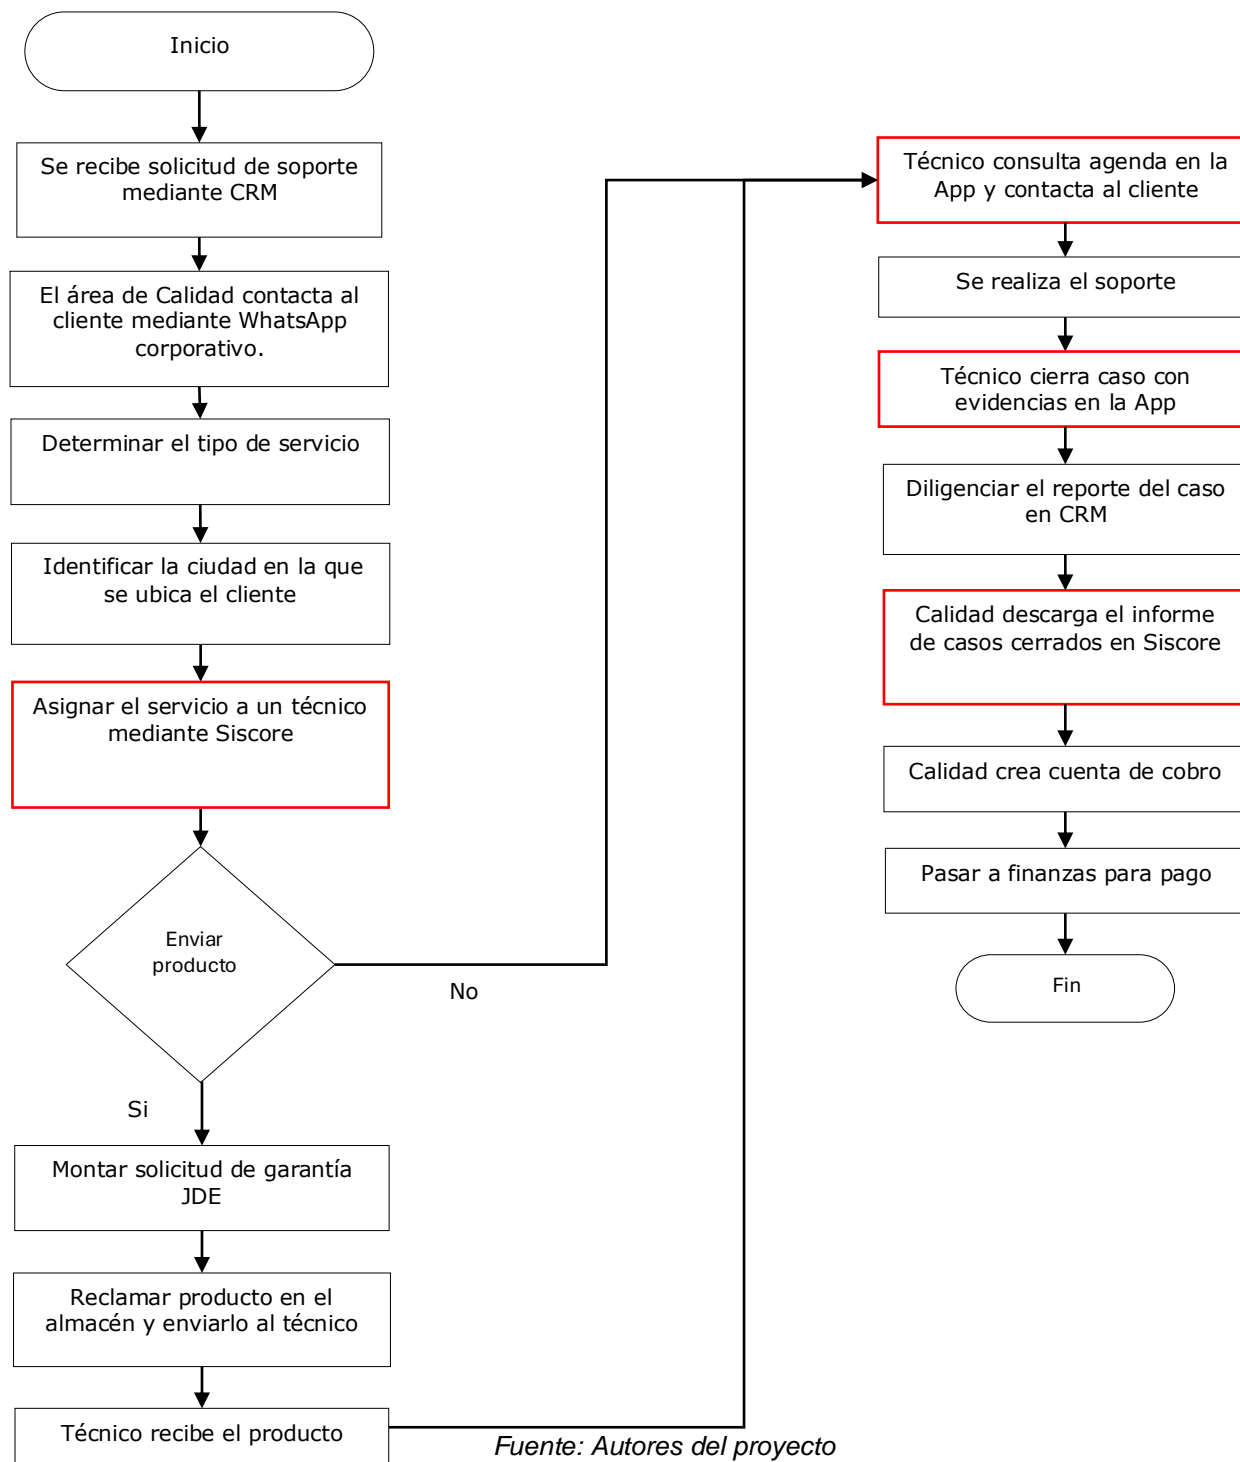 Inicio
Se recibe solicitud de soporte
mediante CRM
El área de Calidad contacta al
cliente mediante WhatsApp
corporativo.
Determinar el tipo de servicio
Identificar la ciudad en la que
se ubica el cliente
Asignar el servicio a un técnico
mediante Siscore
Enviar
producto
No
Si
Montar solicitud de garantía
JDE
Reclamar producto en el
almacén y enviarlo al técnico
Técnico recibe el producto
Técnico consulta agenda en la
App y contacta al cliente
Se realiza el soporte
Técnico cierra caso con
evidencias en la App
Diligenciar el reporte del caso
en CRM
Calidad descarga el informe
de casos cerrados en Siscore
Calidad crea cuenta de cobro
Pasar a finanzas para pago
Fin
Fuente: Autores del proyecto